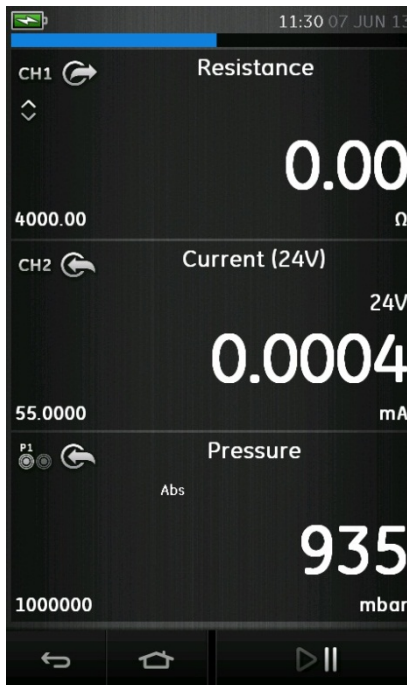 11:30 07 JUN 13
CH1 Resistance
0.00
4000.00 Ω
CH2 Current (24V)
24V
0.0004
55.0000 mA
P1 Pressure
Abs
935
1000000 mbar